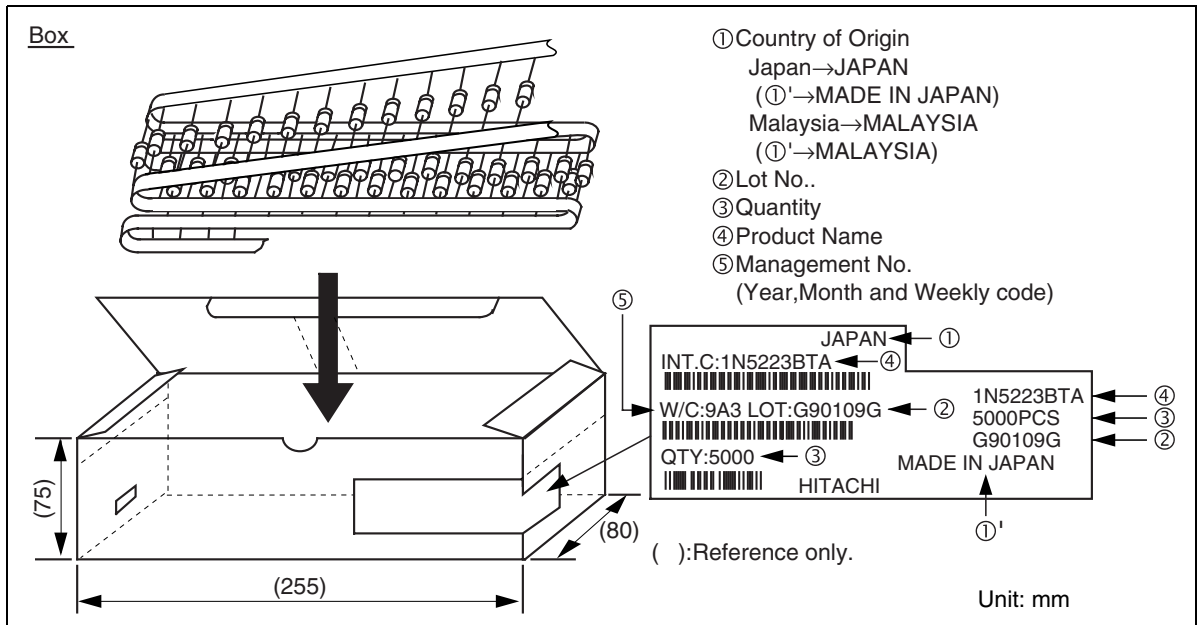 Box
①Country of Origin
Japan→JAPAN
(①'→MADE IN JAPAN)
Malaysia→MALAYSIA
(①'→MALAYSIA)
②Lot No..
③Quantity
④Product Name
⑤Management No.
(Year,Month and Weekly code)
⑤
JAPAN ①
INT.C:1N5223BTA ④
W/C:9A3 LOT:G90109G ②
QTY:5000 ③
HITACHI
1N5223BTA ④
5000PCS ③
G90109G ②
MADE IN JAPAN
①'
(75)
(80)
(255)
( ):Reference only.
Unit: mm